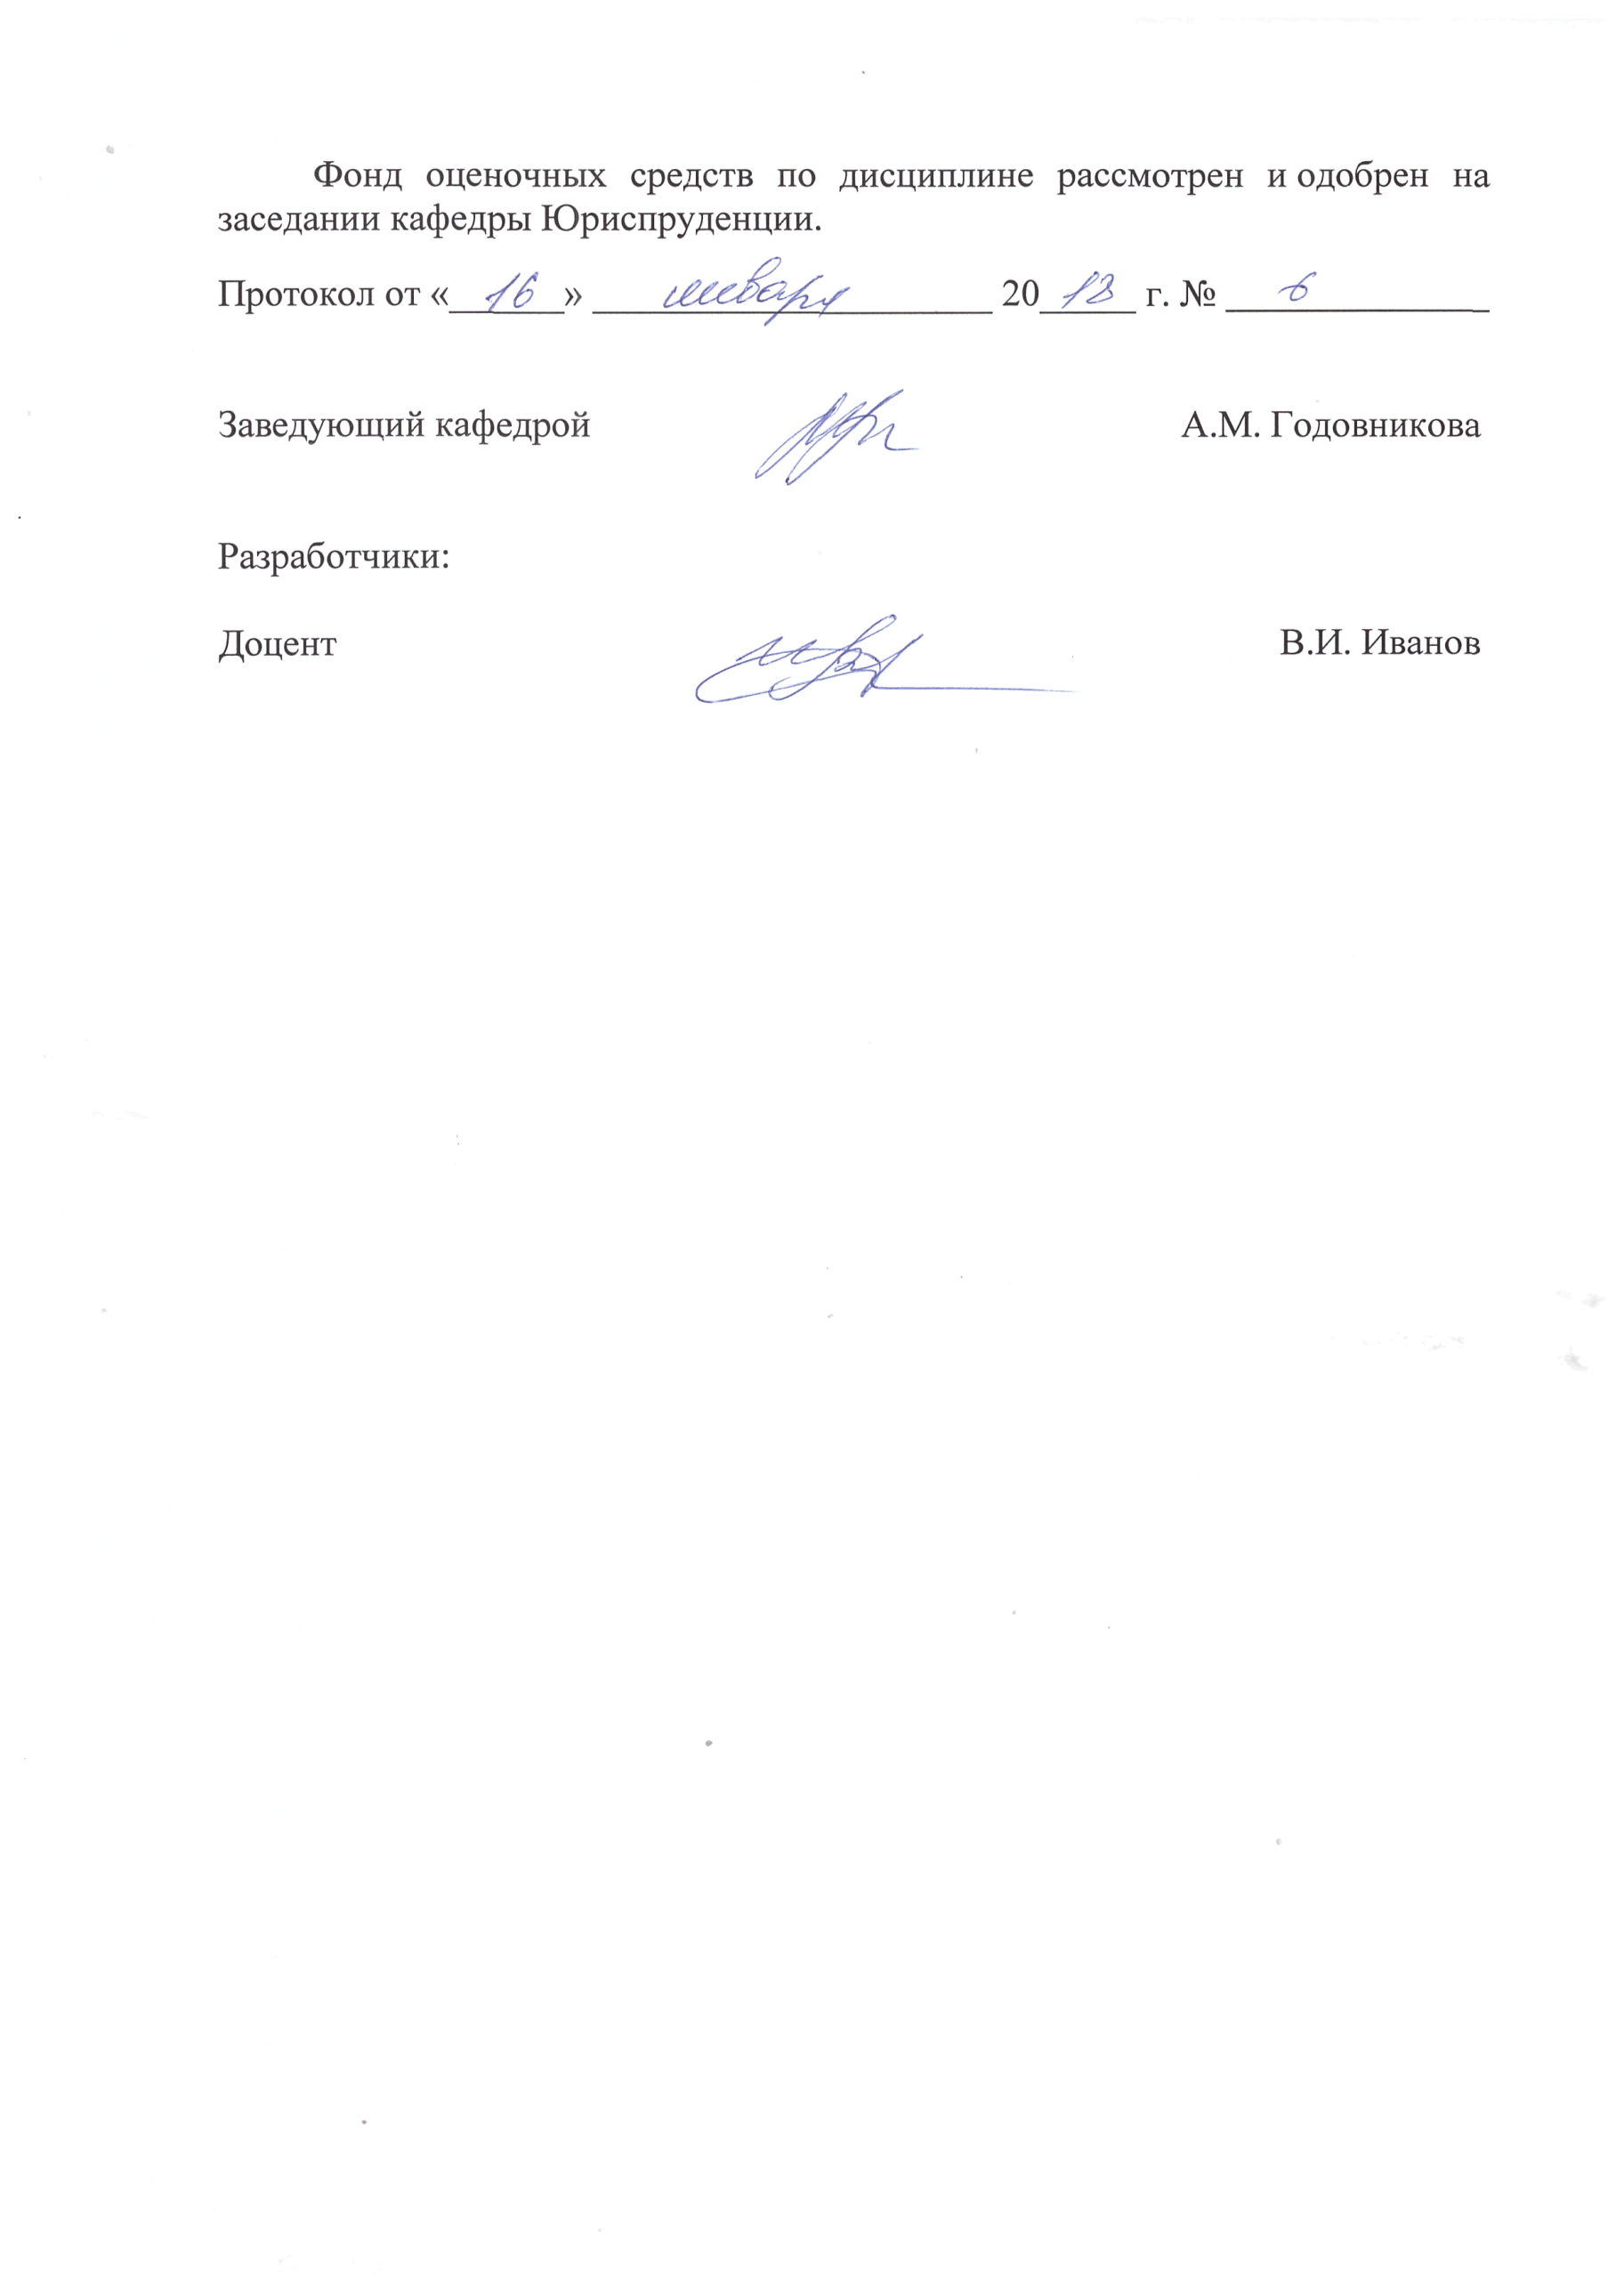 Фонд оценочных средств по дисциплине рассмотрен и одобрен на
заседании кафедры Юриспруденции.
Протокол от «16» января 2018 г. № 6
Заведующий кафедрой А.М. Годовникова
Разработчики:
Доцент В.И. Иванов